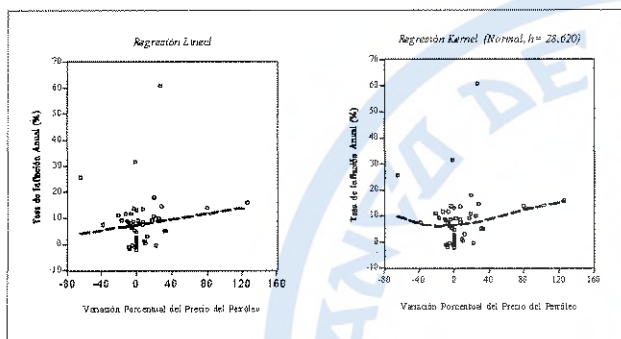 Regresión Lineal
Tasa de Inflación Anual (%)
70
60
50
40
30
20
10
0
-10
-80 -40 0 40 80 120 160
Variación Porcentual del Precio del Petróleo
Regresión Kernel (Normal, h = 28.620)
Tasa de Inflación Anual (%)
70
60
50
40
30
20
10
0
-10
-80 -40 0 40 80 120 160
Variación Porcentual del Precio del Petróleo
ANCA DE